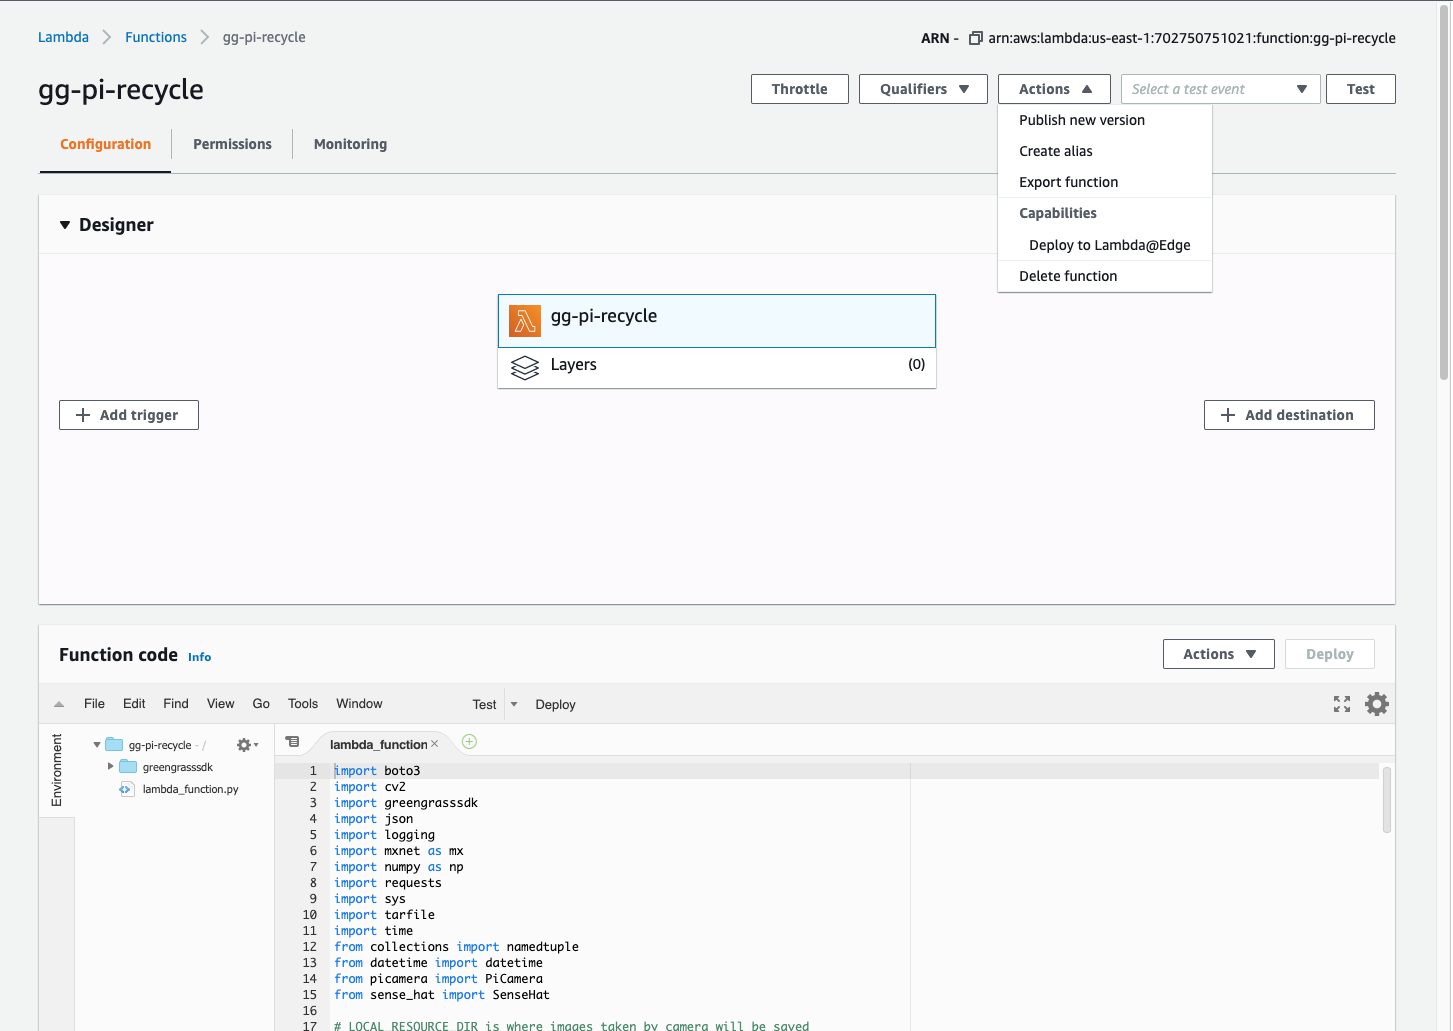 Lambda > Functions > gg-pi-recycle
ARN - arn:aws:lambda:us-east-1:702750751021:function:gg-pi-recycle
gg-pi-recycle
Throttle
Qualifiers
Actions
Select a test event
Test
Publish new version
Create alias
Export function
Capabilities
Deploy to Lambda@Edge
Delete function
Configuration
Permissions
Monitoring
Designer
gg-pi-recycle
Layers (0)
+ Add trigger
+ Add destination
Function code Info
Actions
Deploy
File Edit Find View Go Tools Window Test Deploy
Environment
gg-pi-recycle - /
greengrasssdk
lambda_function.py
lambda_function ×
1 import boto3
2 import cv2
3 import greengrasssdk
4 import json
5 import logging
6 import mxnet as mx
7 import numpy as np
8 import requests
9 import sys
10 import tarfile
11 import time
12 from collections import namedtuple
13 from datetime import datetime
14 from picamera import PiCamera
15 from sense_hat import SenseHat
16
17 # LOCAL_RESOURCE_DIR is where images taken by camera will be saved